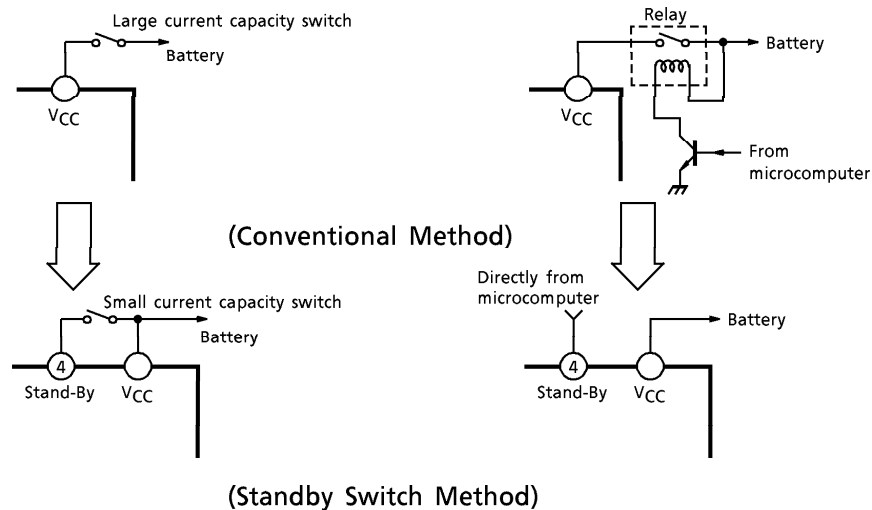 Large current capacity switch
Battery
VCC
Relay
Battery
VCC
From
microcomputer
(Conventional Method)
Small current capacity switch
Battery
4
Stand-By
VCC
Directly from
microcomputer
Battery
4
Stand-By
VCC
(Standby Switch Method)